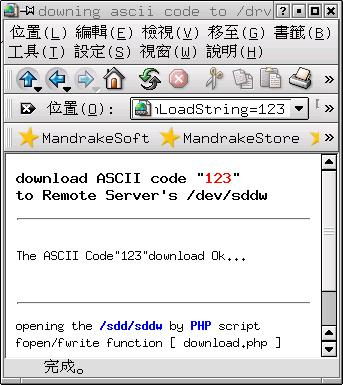 downing ascii code to /drv
位置(L) 編輯(E) 檢視(V) 移至(G) 書籤(B)
工具(T) 設定(S) 視窗(W) 說明(H)
位置(O): LoadString=123
MandrakeSoft MandrakeStore
download ASCII code "123"
to Remote Server's /dev/sddw
The ASCII Code"123"download Ok...
opening the /sdd/sddw by PHP script
fopen/fwrite function [ download.php ]
完成。